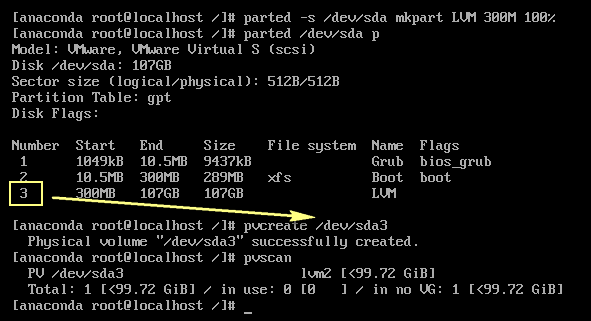 [anaconda root@localhost /]# parted -s /dev/sda mkpart LVM 300M 100%
[anaconda root@localhost /]# parted /dev/sda p
Model: VMware, VMware Virtual S (scsi)
Disk /dev/sda: 107GB
Sector size (logical/physical): 512B/512B
Partition Table: gpt
Disk Flags:
Number  Start   End     Size    File system  Name  Flags
 1      1049kB  10.5MB  9437kB               Grub  bios_grub
 2      10.5MB  300MB   289MB   xfs          Boot  boot
 3      300MB   107GB   107GB                LVM
[anaconda root@localhost /]# pvcreate /dev/sda3
  Physical volume "/dev/sda3" successfully created.
[anaconda root@localhost /]# pvscan
  PV /dev/sda3                      lvm2 [<99.72 GiB]
  Total: 1 [<99.72 GiB] / in use: 0 [0   ] / in no VG: 1 [<99.72 GiB]
[anaconda root@localhost /]# _